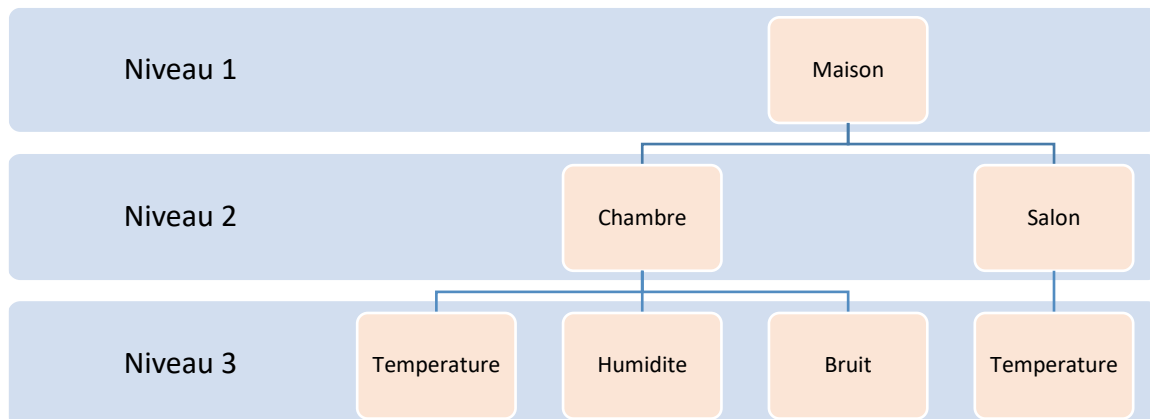 Niveau 1
Maison
Niveau 2
Chambre
Salon
Niveau 3
Temperature
Humidite
Bruit
Temperature